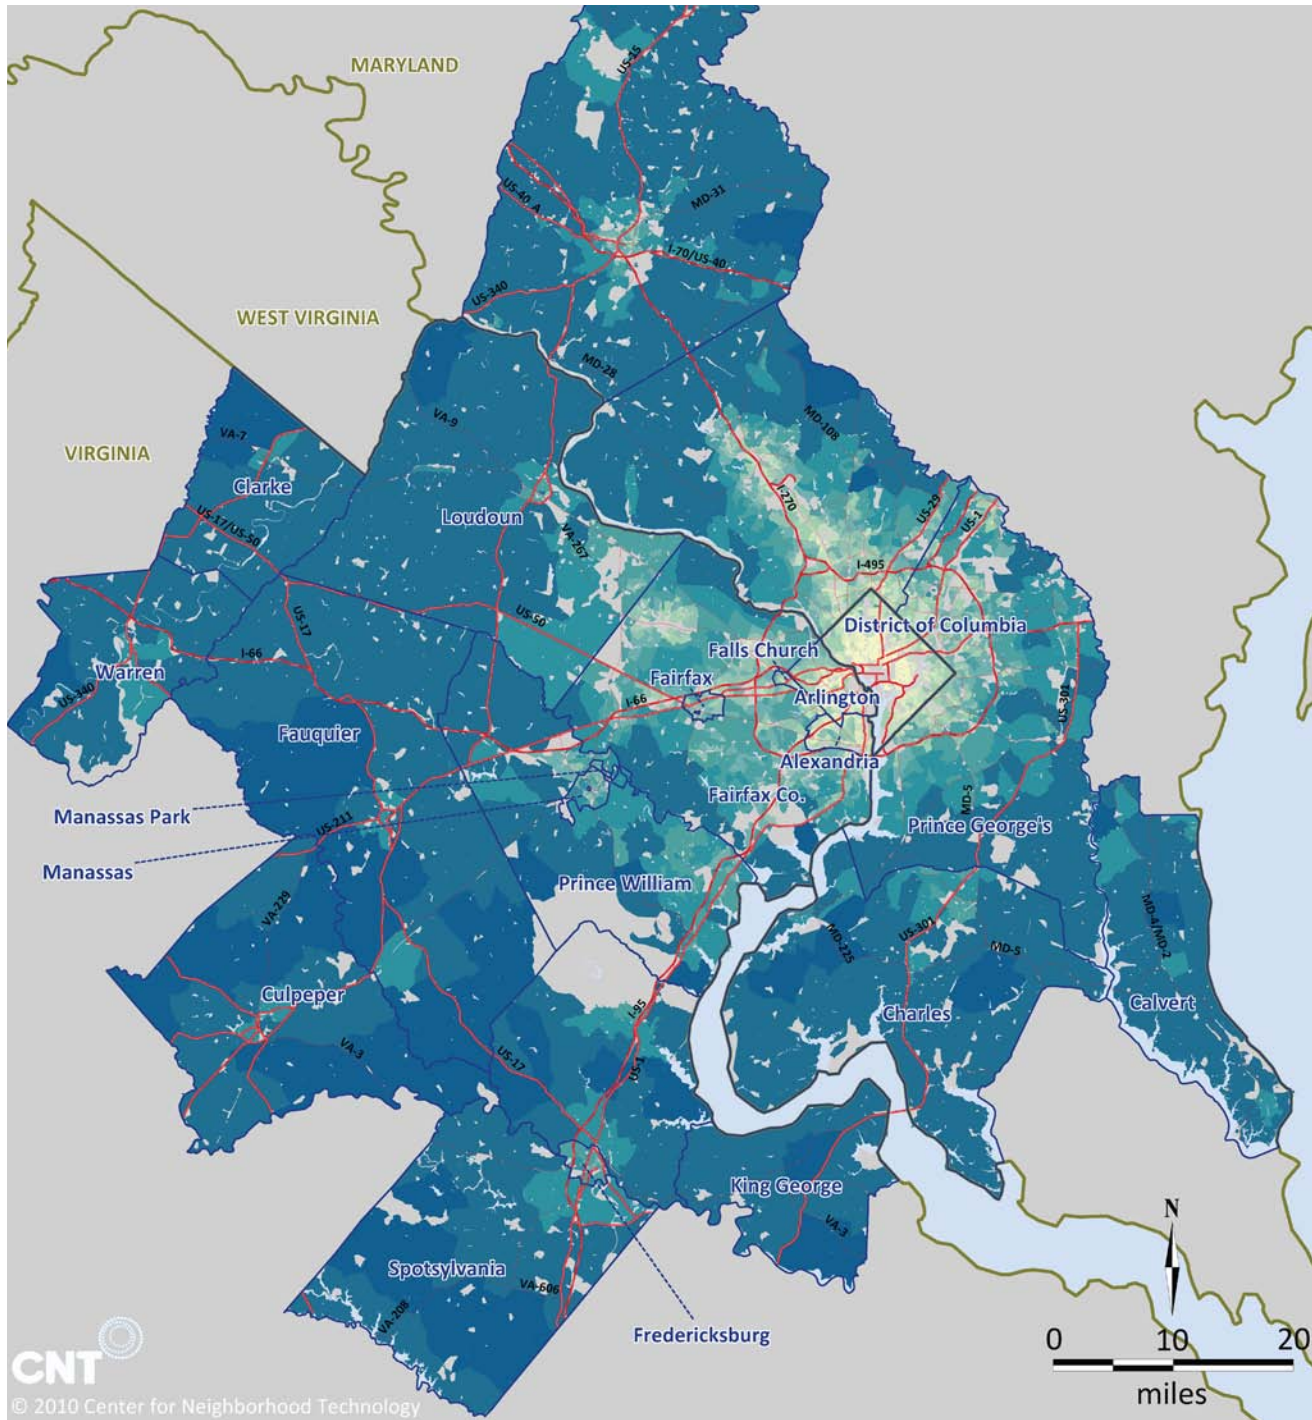 MARYLAND
US-15
MD-31
US-40 A
I-70/US-40
US-340
WEST VIRGINIA
MD-28
VA-9
MD-108
VA-7
VIRGINIA
Clarke
I-270
US-29
US-1
US-17/US-50
Loudoun
VA-267
I-495
US-17
US-50
District of Columbia
Falls Church
I-66
Warren
Fairfax
US-340
I-66
Arlington
US-301
Fauquier
Alexandria
Fairfax Co.
MD-5
Manassas Park
US-211
Prince George's
Manassas
Prince William
VA-229
MD-225
US-301
MD-5
MD-4/MD-2
Culpeper
I-95
Charles
Calvert
VA-3
US-17
US-1
King George
VA-3
Spotsylvania
VA-606
VA-208
Fredericksburg
N
0 10 20
miles
CNT
© 2010 Center for Neighborhood Technology